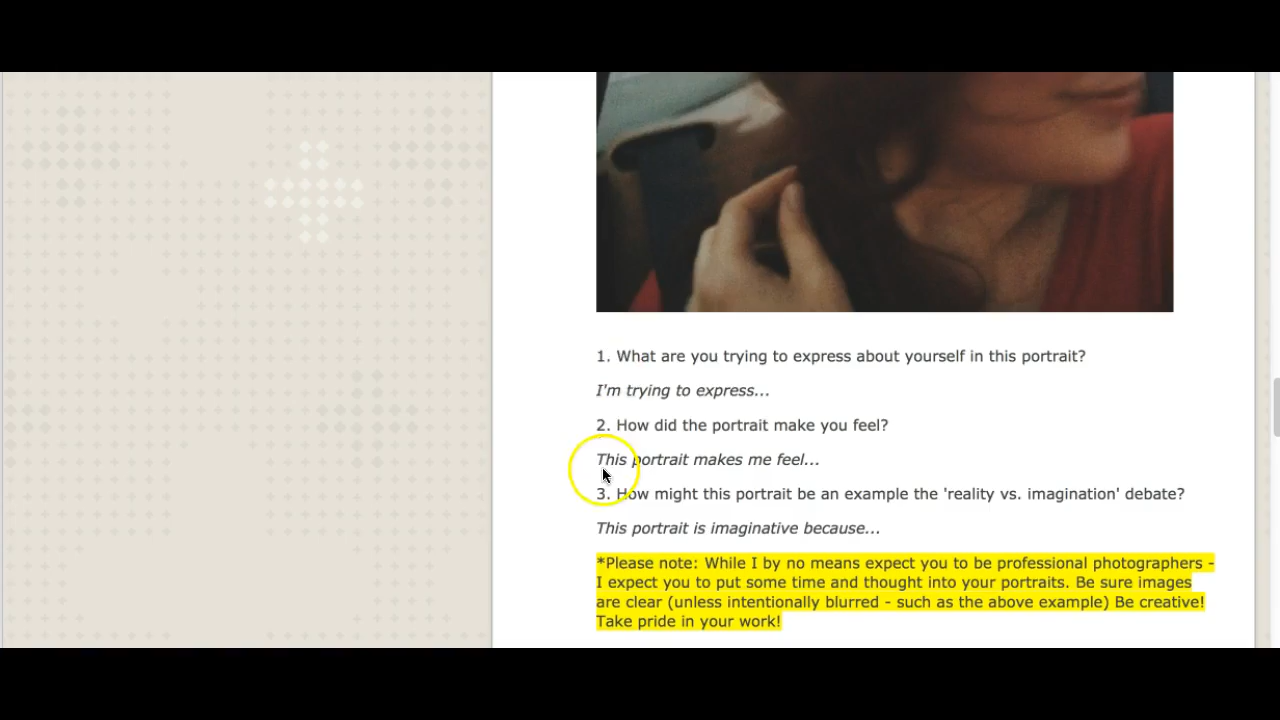 1. What are you trying to express about yourself in this portrait?
I'm trying to express...
2. How did the portrait make you feel?
This portrait makes me feel...
3. How might this portrait be an example the 'reality vs. imagination' debate?
This portrait is imaginative because...
*Please note: While I by no means expect you to be professional photographers -
I expect you to put some time and thought into your portraits. Be sure images
are clear (unless intentionally blurred - such as the above example) Be creative!
Take pride in your work!